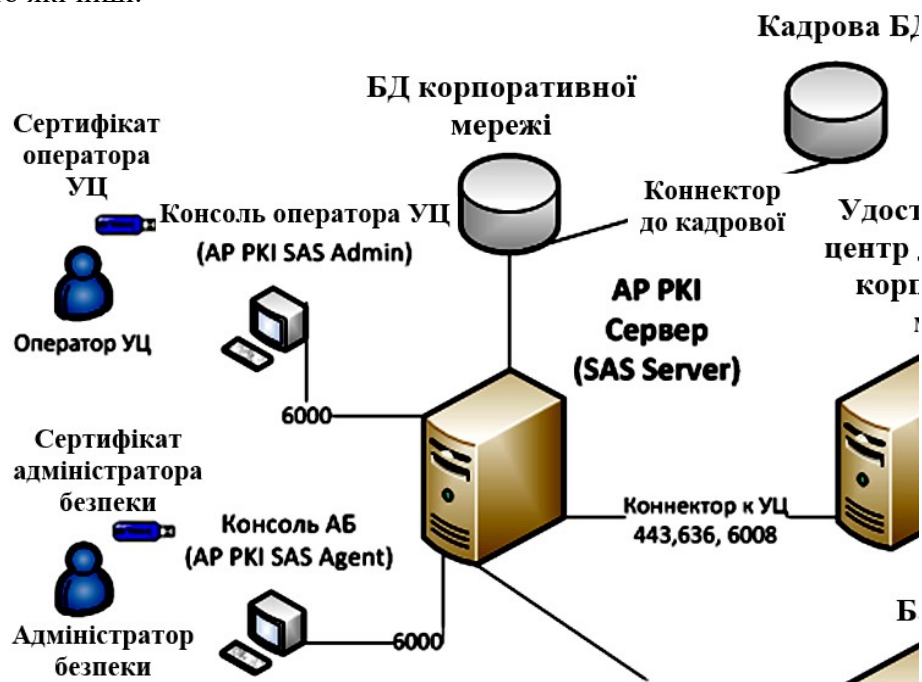 Кадрова БД
БД корпоративної
мережі
Сертифікат
оператора
УЦ
Консоль оператора УЦ
(AP PKI SAS Admin)
Коннектор
до кадрової
центр
AP PKI
Сервер
(SAS Server)
Оператор УЦ
6000
Сертифікат
адміністратора
безпеки
Консоль АБ
(AP PKI SAS Agent)
Коннектор к УЦ
443,636, 6008
Адміністратор
безпеки
6000